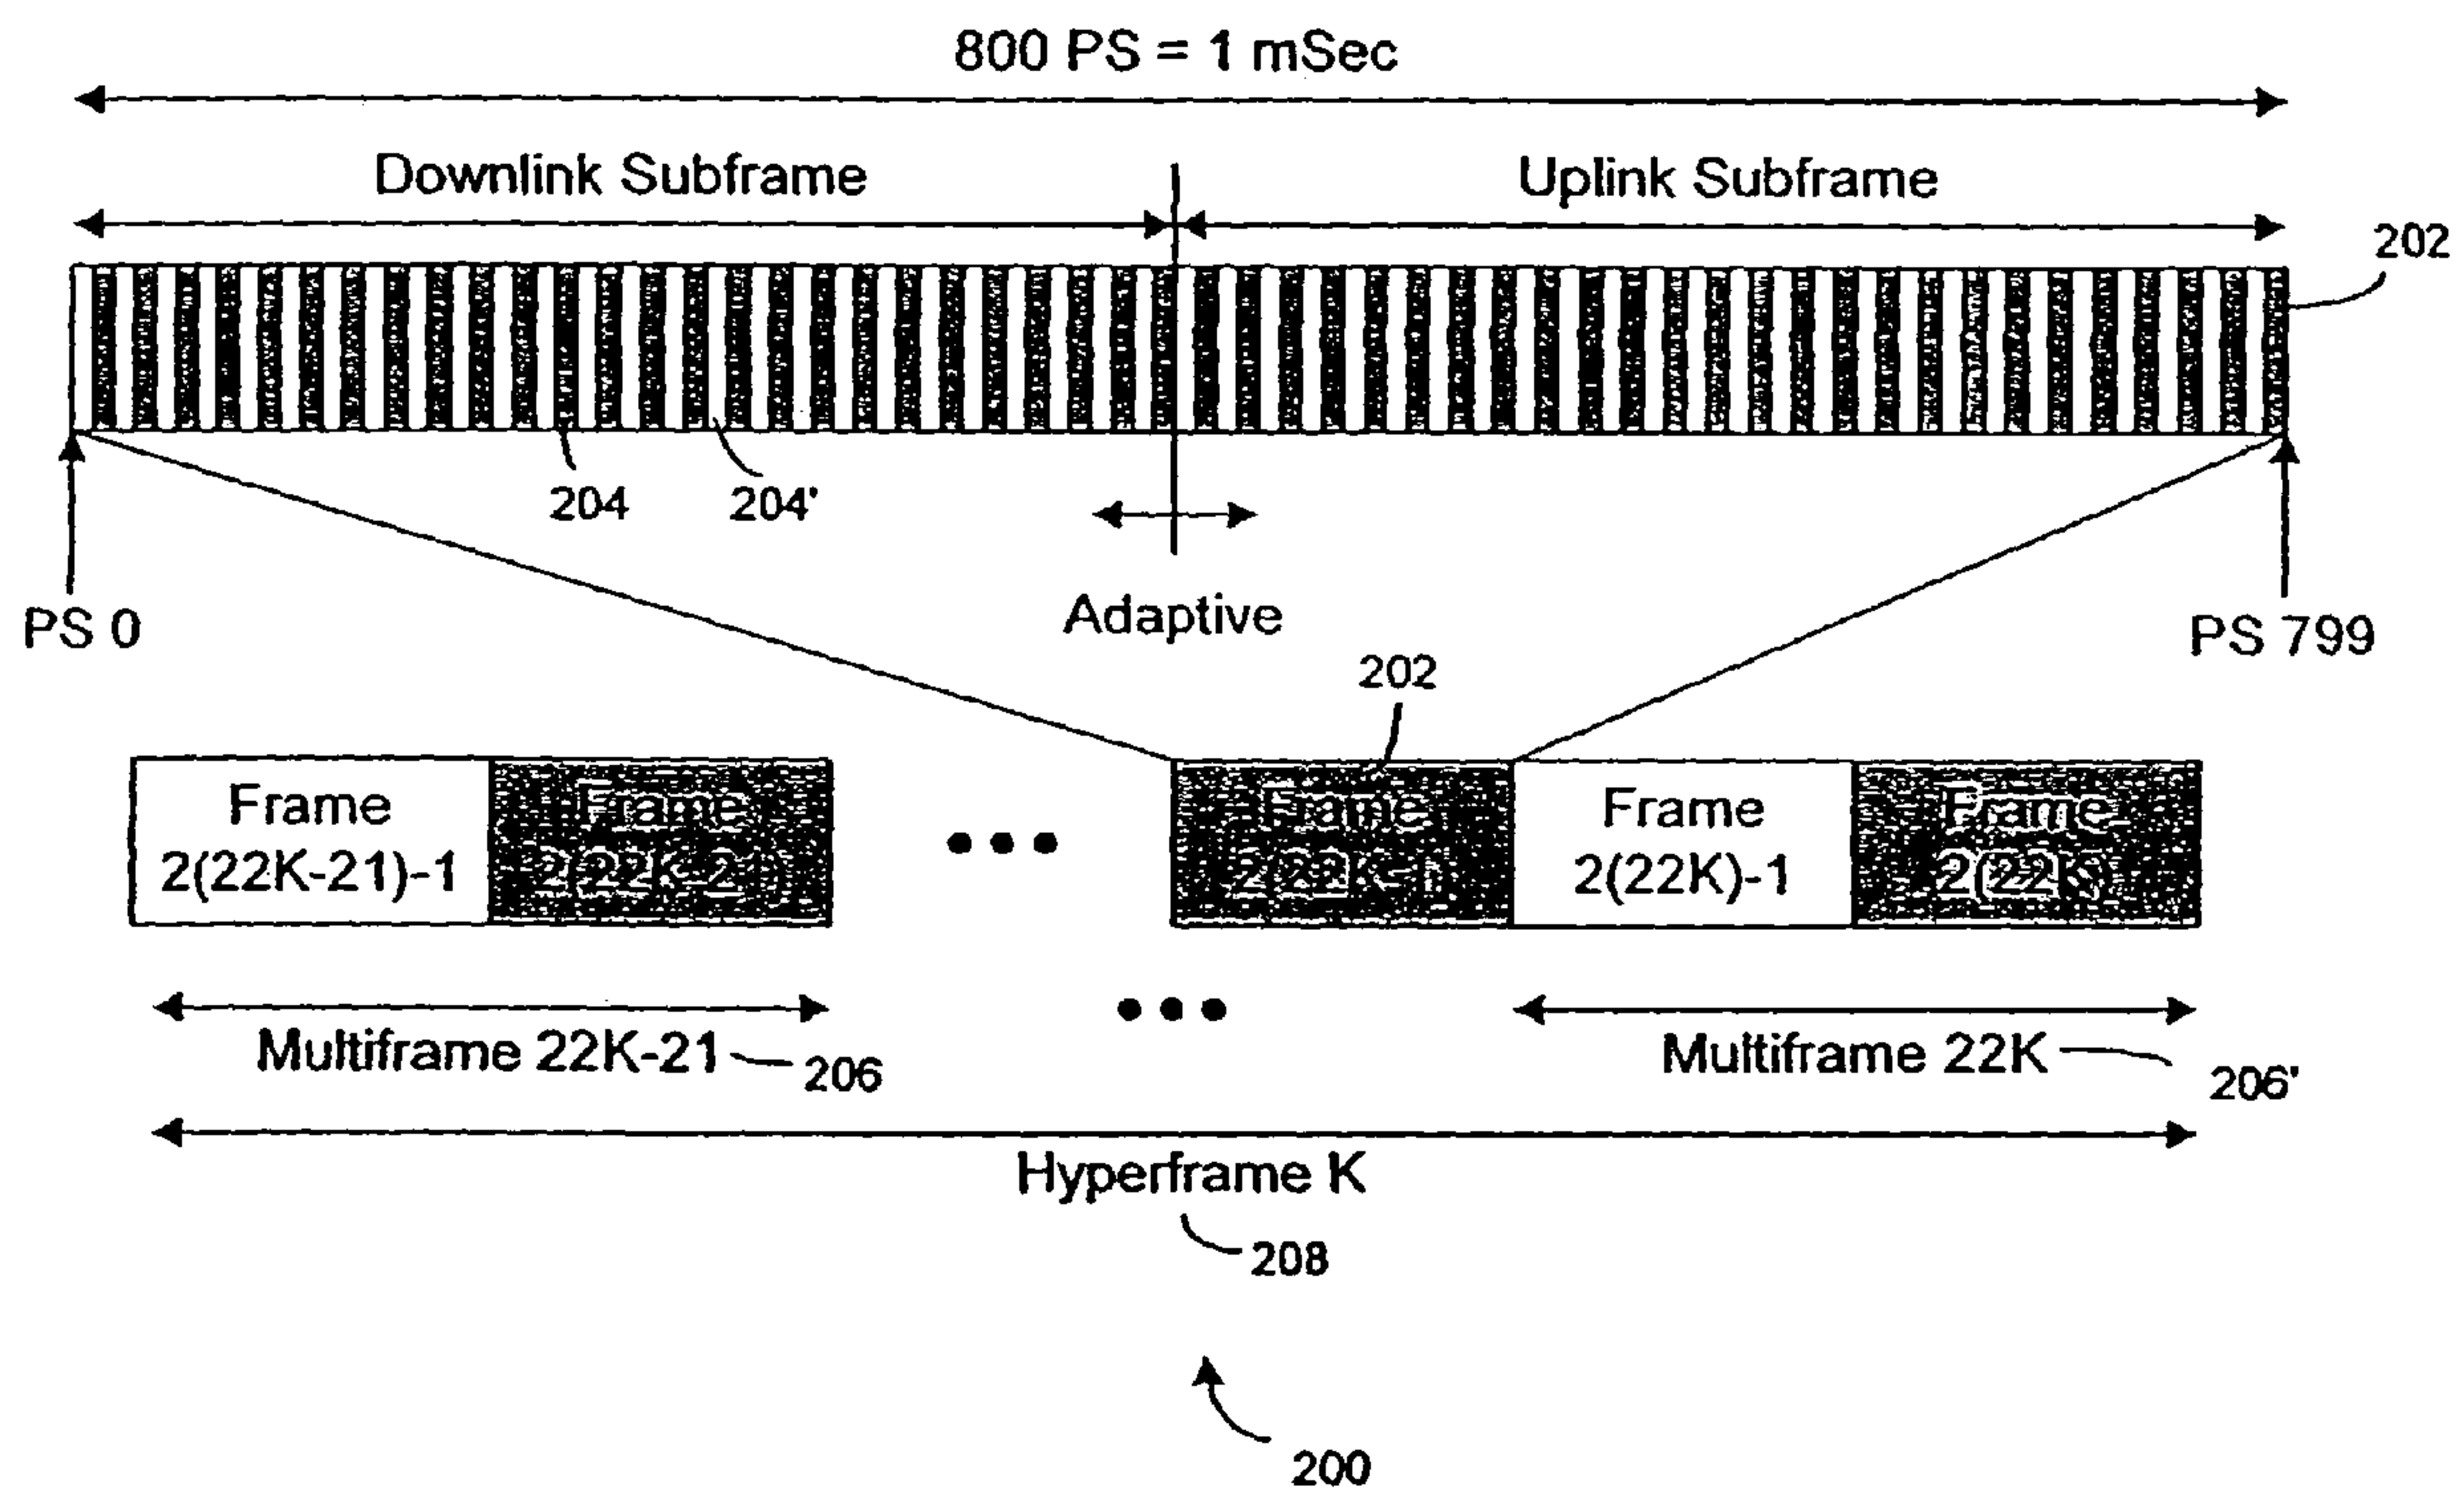 800 PS = 1 mSec
Downlink Subframe
Uplink Subframe
202
204
204'
PS 0
Adaptive
PS 799
202
Frame
2(22K-21)-1
Frame
2(22K-21)
Frame
2(22K-1)
Frame
2(22K)-1
Frame
2(22K)
Multiframe 22K-21
206
Multiframe 22K
206'
Hyperframe K
208
200